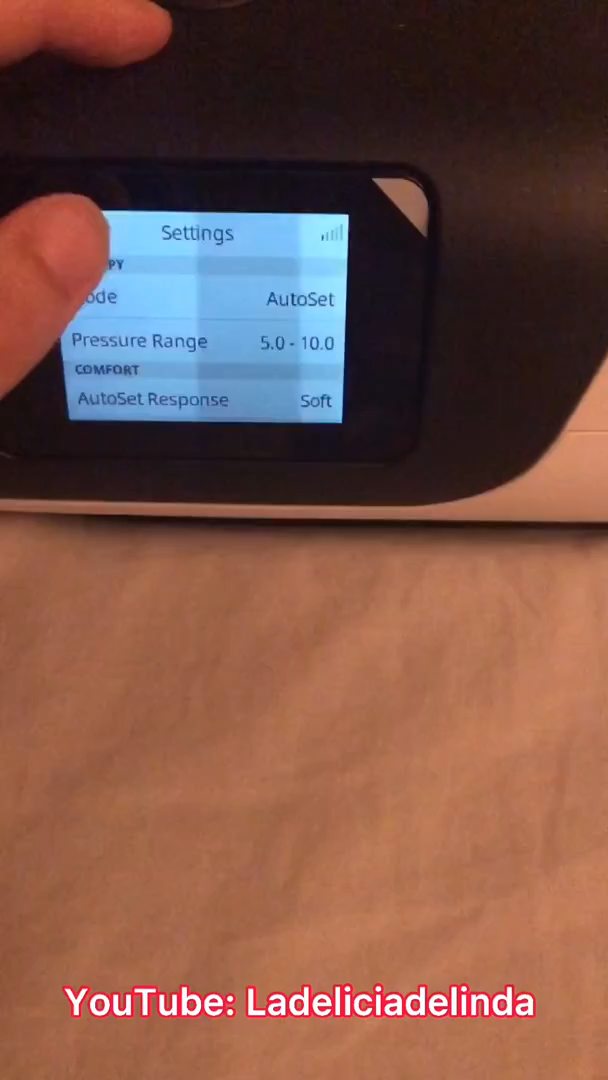 Settings
PY
ode AutoSet
Pressure Range 5.0 - 10.0
COMFORT
AutoSet Response Soft
YouTube: Ladeliciadelinda